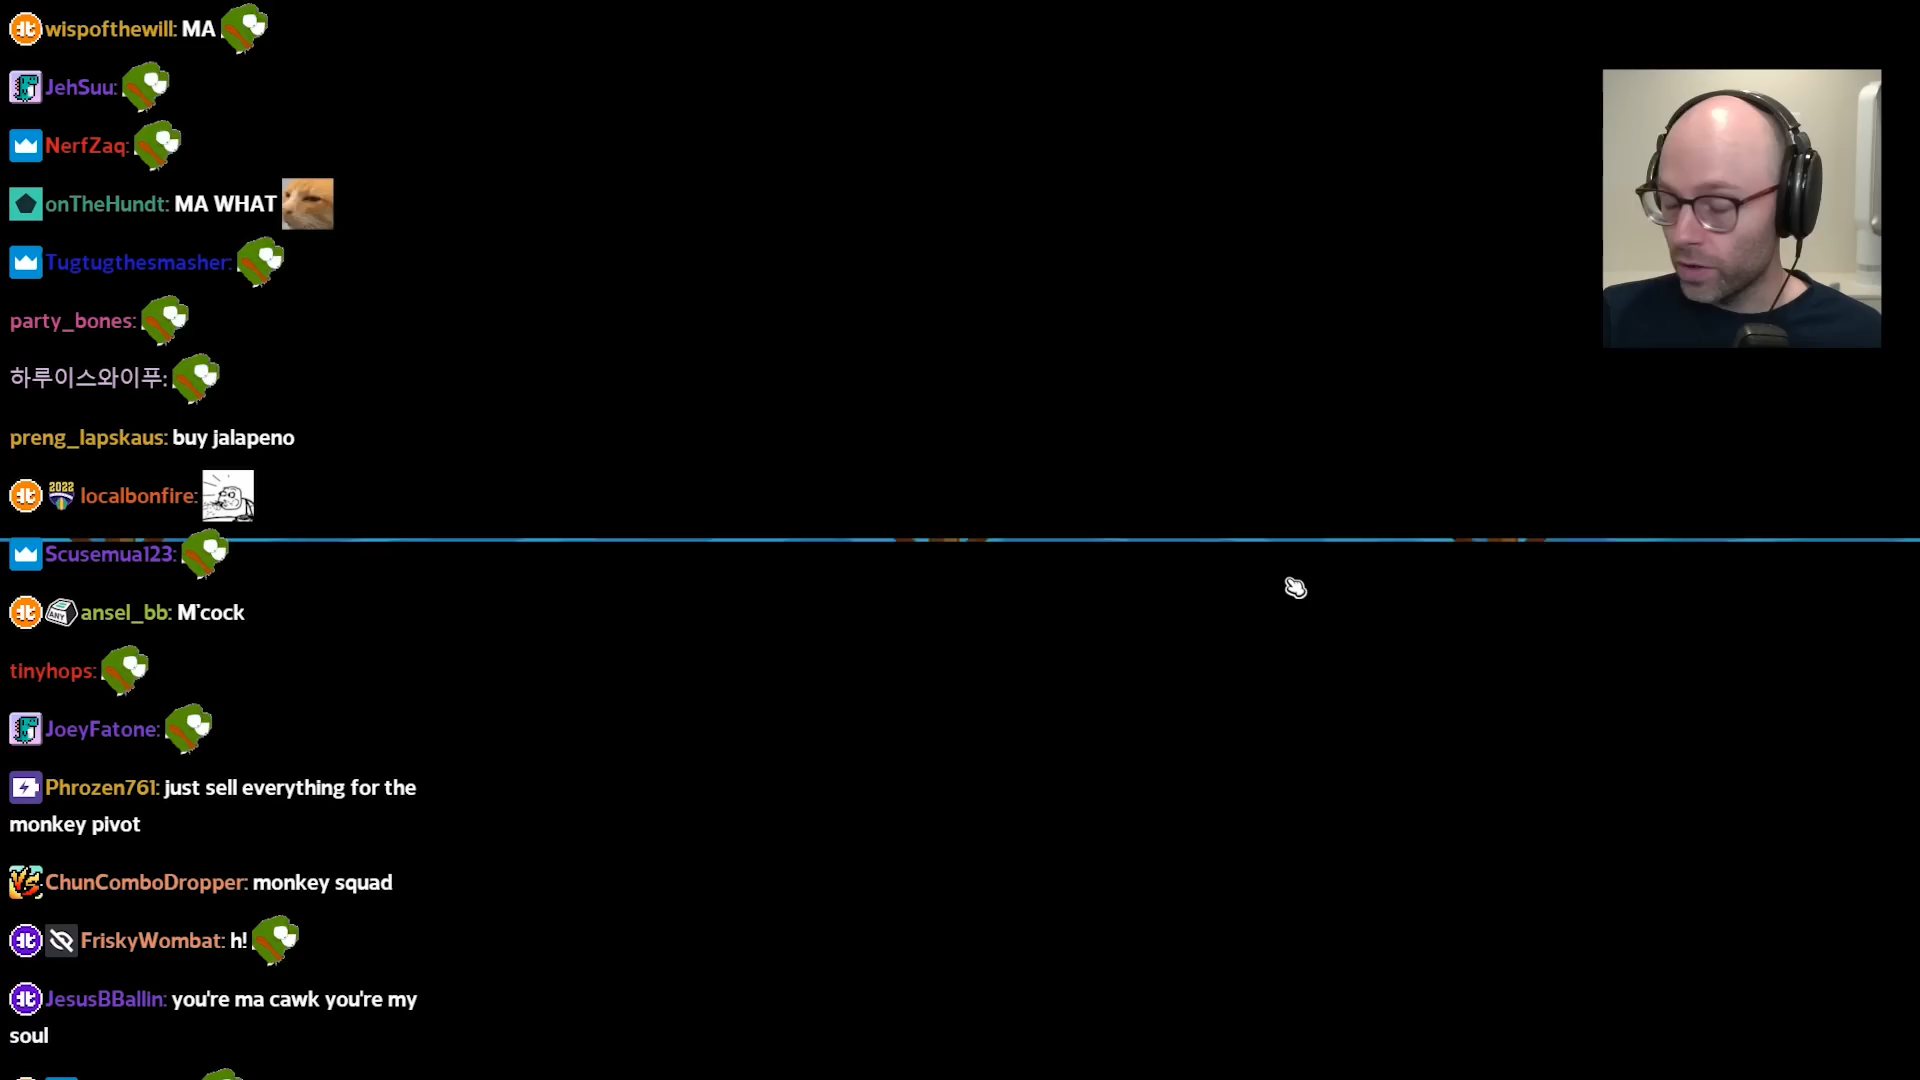 wispofthewill: MA
JehSuu:
NerfZaq:
onTheHundt: MA WHAT
Tugtugthesmasher:
party_bones:
하루이스와이푸:
preng_lapskaus: buy jalapeno
2022 localbonfire:
Scusemua123:
ANY ansel_bb: M'cock
tinyhops:
JoeyFatone:
Phrozen761: just sell everything for the
monkey pivot
VS ChunComboDropper: monkey squad
FriskyWombat: h!
JesusBBallin: you're ma cawk you're my
soul